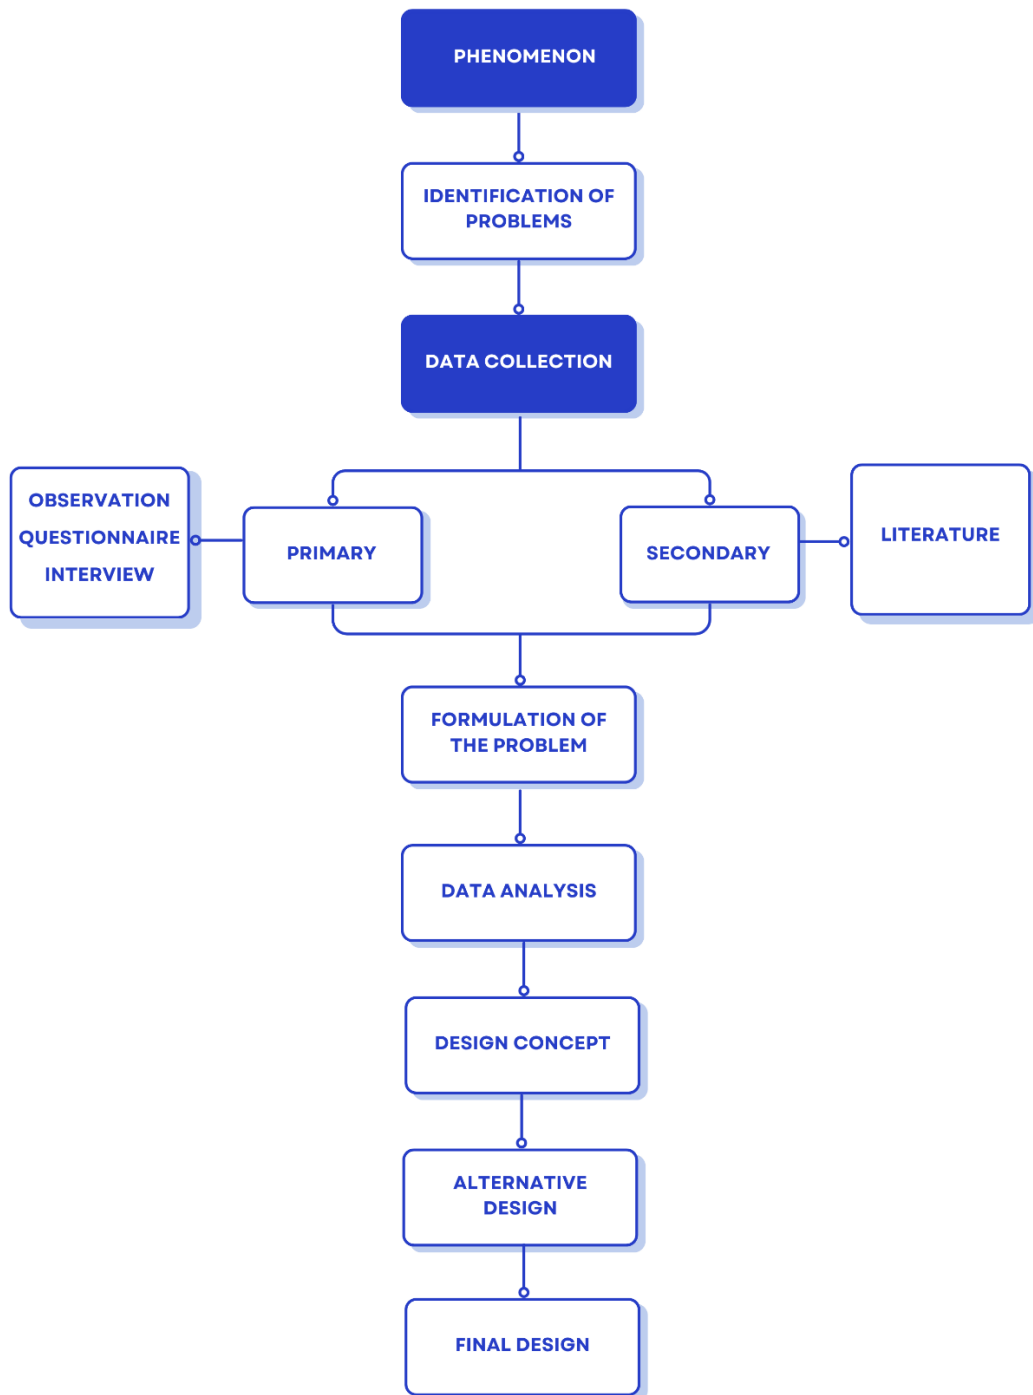 PHENOMENON
IDENTIFICATION OF
PROBLEMS
DATA COLLECTION
OBSERVATION
QUESTIONNAIRE
INTERVIEW
PRIMARY
SECONDARY
LITERATURE
FORMULATION OF
THE PROBLEM
DATA ANALYSIS
DESIGN CONCEPT
ALTERNATIVE
DESIGN
FINAL DESIGN